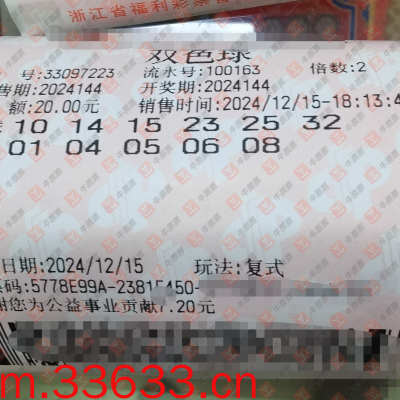 浙江省福利彩票
双色球
号:33097223 流水号:100163 倍数:2
售期:2024144 开奖期:2024144
额:20.00元 销售时间:2024/12/15-18:13:4
10 14 15 23 25 32
01 04 05 06 08
日期:2024/12/15 玩法:复式
码:5778E99A-23815450-
谢您为公益事业贡献7.20元
m.33633.cn